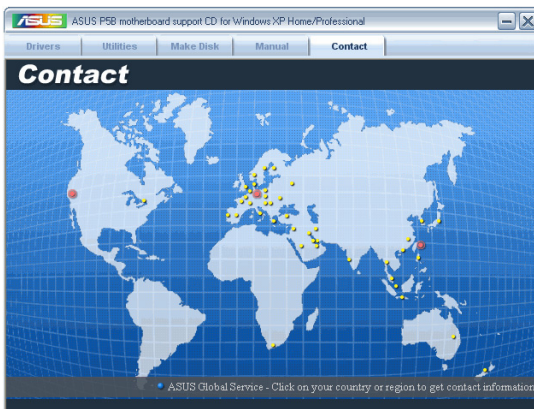 ASUS ASUS P5B motherboard support CD for Windows XP Home/Professional
Drivers Utilities Make Disk Manual Contact
Contact
ASUS Global Service - Click on your country or region to get contact information